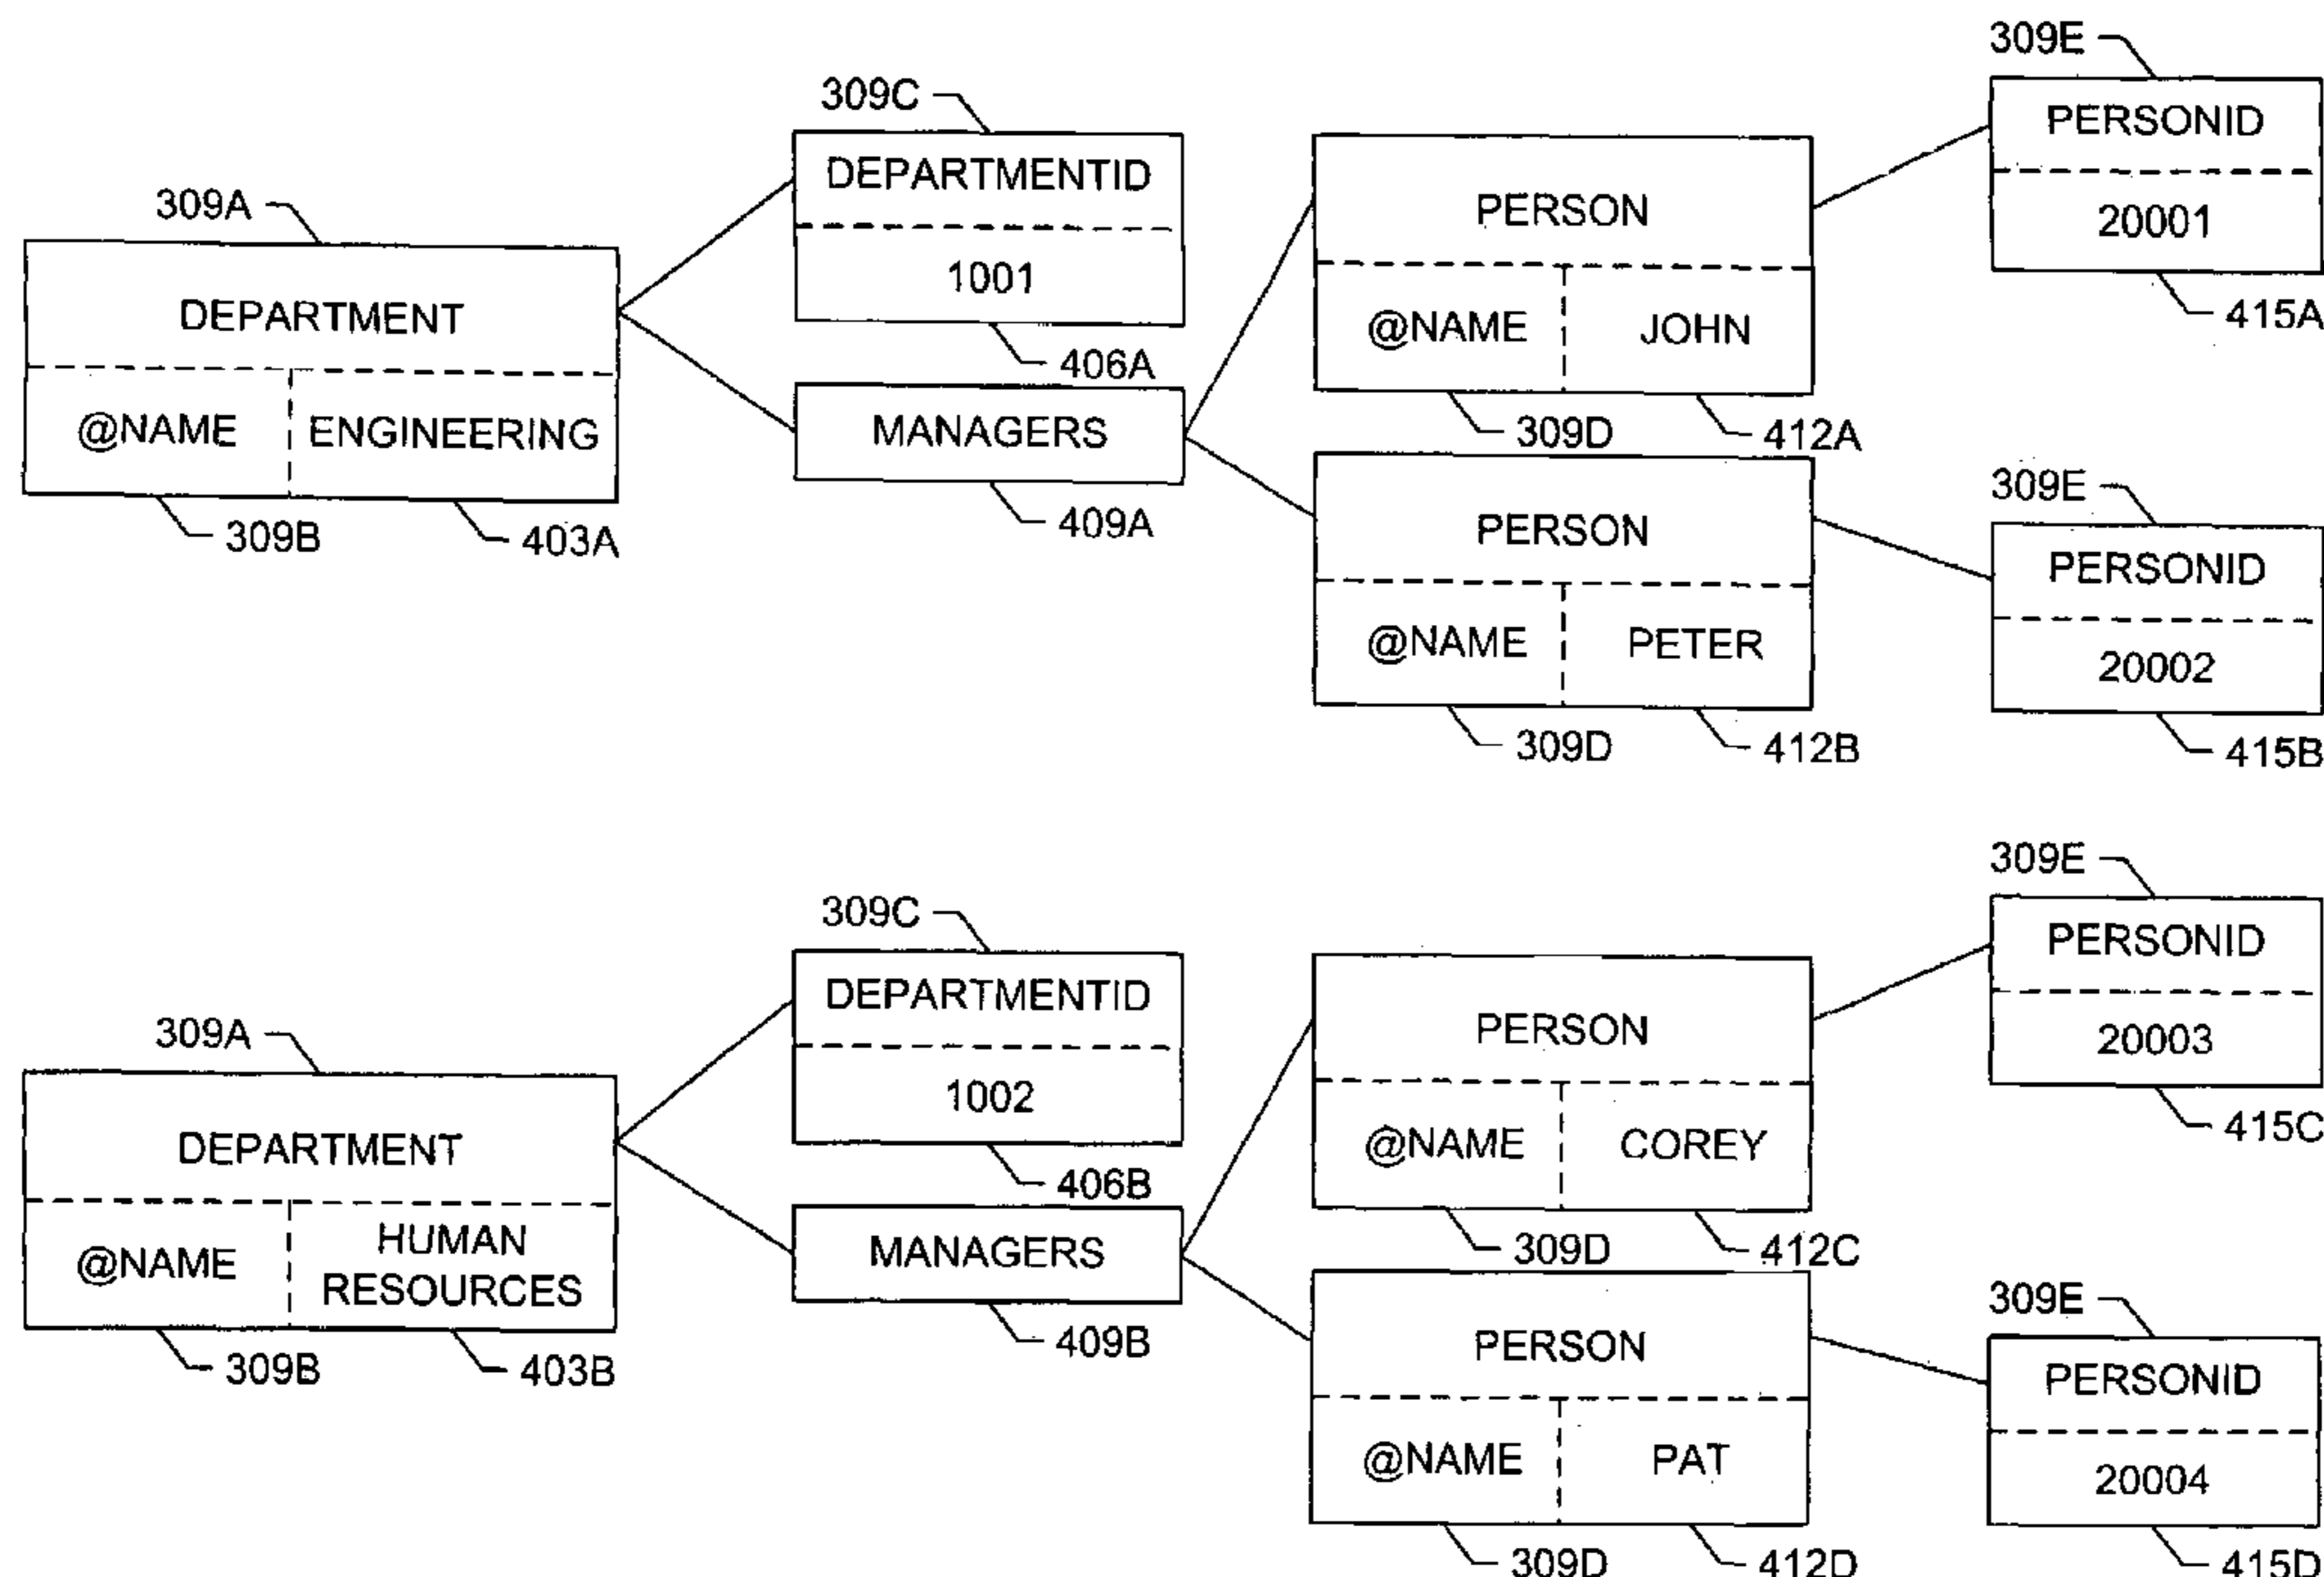 309E
309C
PERSONID
DEPARTMENTID
309A
PERSON
20001
1001
DEPARTMENT
@NAME
JOHN
415A
406A
@NAME
ENGINEERING
MANAGERS
309D
412A
309E
309B
403A
409A
PERSON
PERSONID
@NAME
PETER
20002
309D
412B
415B
309E
309C
PERSONID
DEPARTMENTID
309A
PERSON
20003
1002
DEPARTMENT
@NAME
COREY
415C
406B
@NAME
HUMAN
RESOURCES
MANAGERS
309D
412C
309E
309B
403B
409B
PERSON
PERSONID
@NAME
PAT
20004
309D
412D
415D